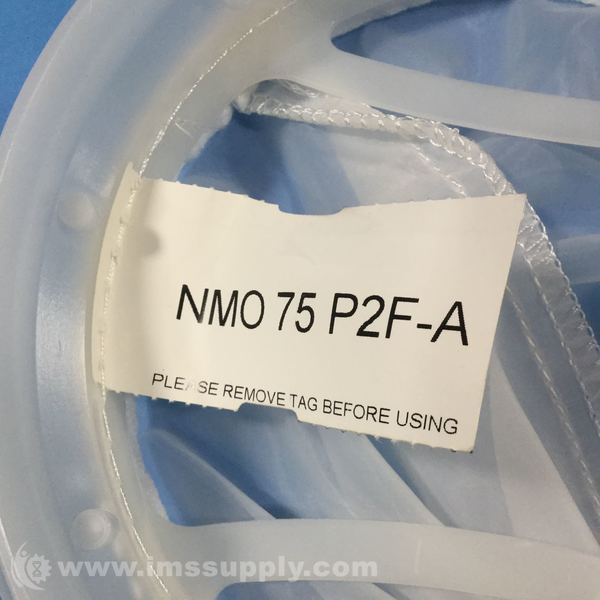 NMO 75 P2F-A
PLEASE REMOVE TAG BEFORE USING
www.imssupply.com